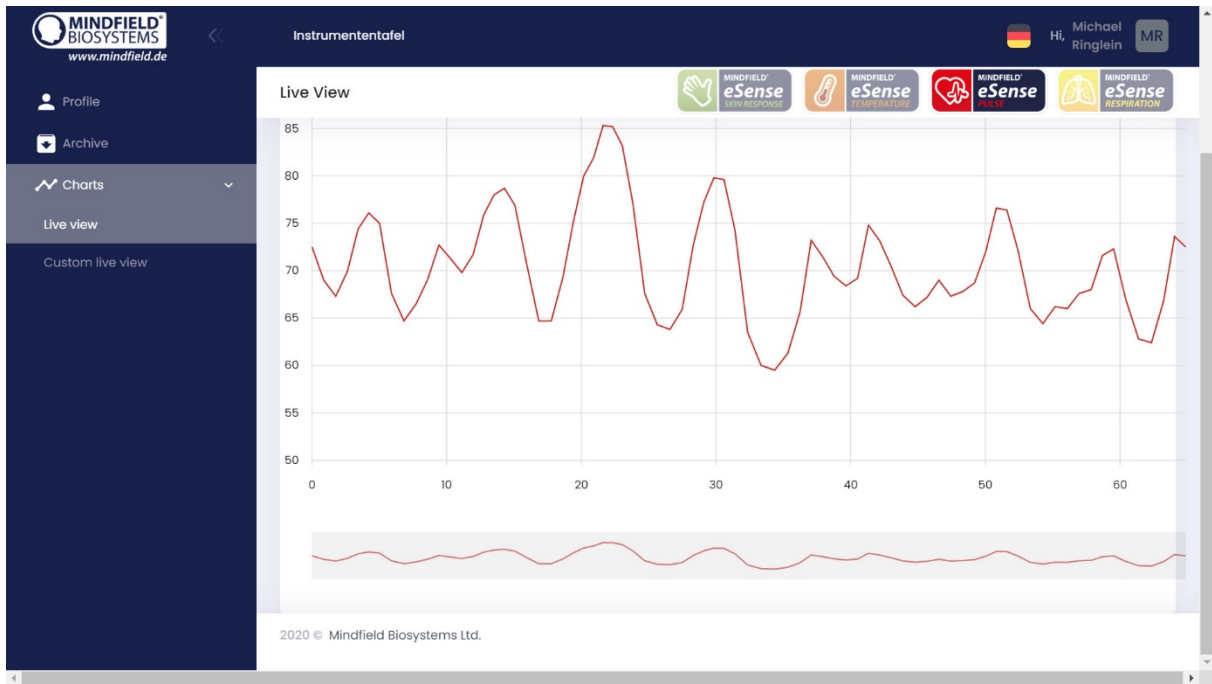 MINDFIELD®
BIOSYSTEMS
www.mindfield.de
Instrumententafel
Hi, Michael Ringlein
MR
Profile
Archive
Charts
Live view
Custom live view
Live View
MINDFIELD®
eSense
SKIN RESPONSE
MINDFIELD®
eSense
TEMPERATURE
MINDFIELD®
eSense
PULSE
MINDFIELD®
eSense
RESPIRATION
85
80
75
70
65
60
55
50
0 10 20 30 40 50 60
2020 © Mindfield Biosystems Ltd.